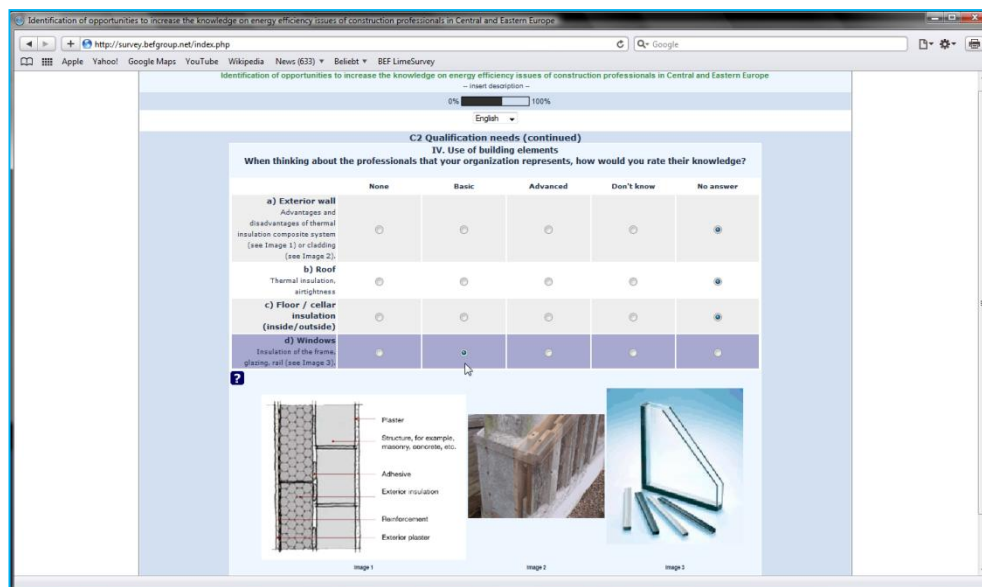 Identification of opportunities to increase the knowledge on energy efficiency issues of construction professionals in Central and Eastern Europe
http://survey.befgroup.net/index.php
Google
Apple Yahoo! Google Maps YouTube Wikipedia News (633) ▾ Beliebt ▾ BEF LimeSurvey
Identification of opportunities to increase the knowledge on energy efficiency issues of construction professionals in Central and Eastern Europe
-- insert description --
0% 100%
English
C2 Qualification needs (continued)
IV. Use of building elements
When thinking about the professionals that your organization represents, how would you rate their knowledge?
None Basic Advanced Don't know No answer
a) Exterior wall
Advantages and
disadvantages of thermal
insulation composite system
(see Image 1) or cladding
(see Image 2).
b) Roof
Thermal insulation,
airtightness
c) Floor / cellar
insulation
(inside/outside)
d) Windows
Insulation of the frame,
glazing, rail (see Image 3).
?
Plaster
Structure, for example,
masonry, concrete, etc.
Adhesive
Exterior insulation
Reinforcement
Exterior plaster
Image 1 Image 2 Image 3